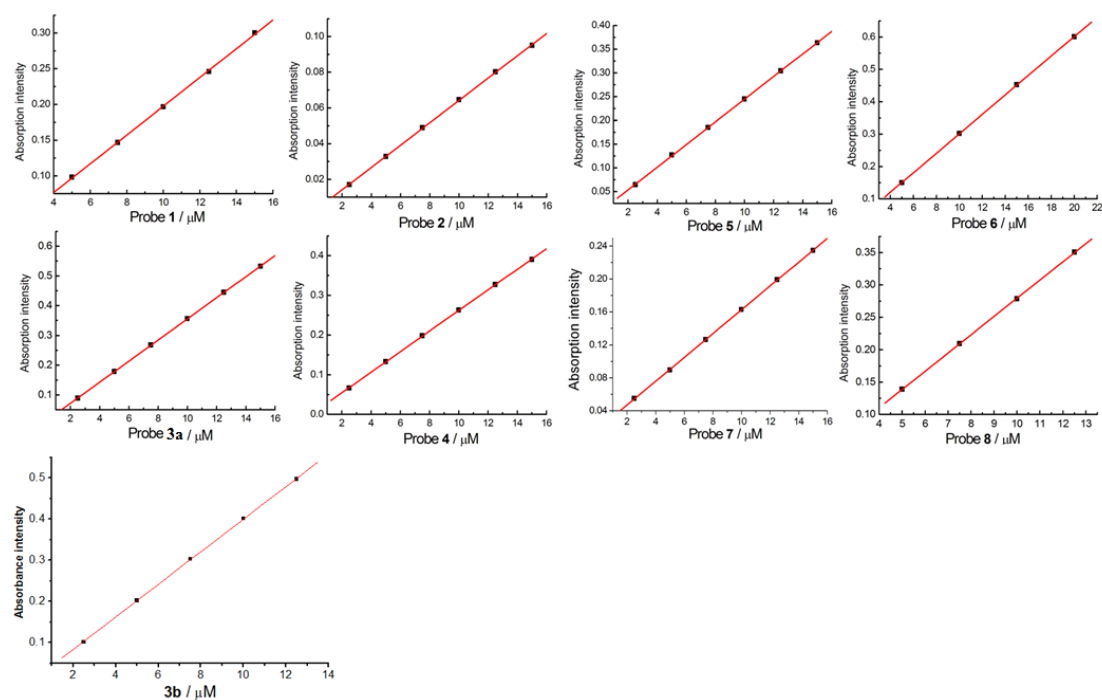 Absorption intensity
0.30
0.25
0.20
0.15
0.10
4 6 8 10 12 14 16
Probe 1 / μM
Absorption intensity
0.10
0.08
0.06
0.04
0.02
2 4 6 8 10 12 14 16
Probe 2 / μM
Absorption intensity
0.40
0.35
0.30
0.25
0.20
0.15
0.10
0.05
2 4 6 8 10 12 14 16
Probe 5 / μM
Absorption intensity
0.6
0.5
0.4
0.3
0.2
0.1
4 6 8 10 12 14 16 18 20 22
Probe 6 / μM
Absorption intensity
0.6
0.5
0.4
0.3
0.2
0.1
2 4 6 8 10 12 14 16
Probe 3a / μM
Absorption intensity
0.4
0.3
0.2
0.1
0.0
2 4 6 8 10 12 14 16
Probe 4 / μM
Absorption intensity
0.24
0.20
0.16
0.12
0.08
0.04
2 4 6 8 10 12 14 16
Probe 7 / μM
Absorption intensity
0.35
0.30
0.25
0.20
0.15
0.10
4 5 6 7 8 9 10 11 12 13
Probe 8 / μM
Absorbance intensity
0.5
0.4
0.3
0.2
0.1
2 4 6 8 10 12 14
3b / μM